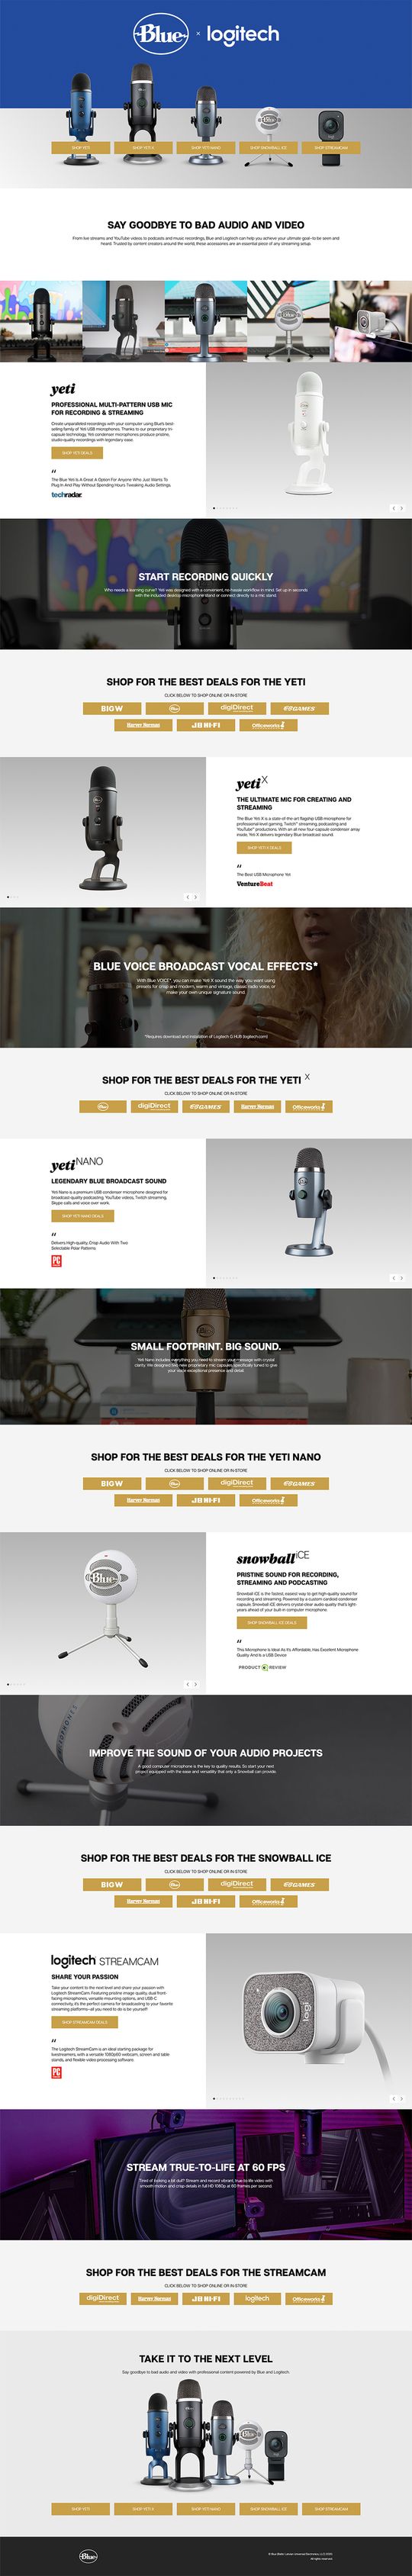 Blue × logitech
SHOP YETI
SHOP YETI X
SHOP YETI NANO
SHOP SNOWBALL ICE
SHOP STREAMCAM
SAY GOODBYE TO BAD AUDIO AND VIDEO
From live streams and YouTube videos to podcasts and music recordings, Blue and Logitech can help you achieve your ultimate goal–to be seen and
heard. Trusted by content creators around the world, these accessories are an essential piece of any streaming setup.
yeti
PROFESSIONAL MULTI-PATTERN USB MIC
FOR RECORDING & STREAMING
Create unparalleled recordings with your computer using Blue's best-
selling family of Yeti USB microphones. Thanks to our proprietary tri-
capsule technology, Yeti condenser microphones produce pristine,
studio-quality recordings with legendary ease.
SHOP YETI DEALS
"
The Blue Yeti Is A Great A Option For Anyone Who Just Wants To
Plug In And Play Without Spending Hours Tweaking Audio Settings
techradar.
START RECORDING QUICKLY
Who needs a learning curve? Yeti was designed with a convenient, no-hassle workflow in mind. Set up in seconds
with the included desktop microphone stand or connect directly to a mic stand.
SHOP FOR THE BEST DEALS FOR THE YETI
CLICK BELOW TO SHOP ONLINE OR IN-STORE
BIGW
Blue
digiDirect
EB GAMES
Harvey Norman
JB HI-FI
Officeworks
yeti X
THE ULTIMATE MIC FOR CREATING AND
STREAMING
The Blue Yeti X is a state-of-the-art flagship USB microphone for
professional-level gaming, Twitch™ streaming, podcasting and
YouTube™ productions. With an all new four-capsule condenser array
inside, Yeti X delivers legendary Blue broadcast sound.
SHOP YETI X DEALS
"
The Best USB Microphone Yet
VentureBeat
BLUE VOICE BROADCAST VOCAL EFFECTS*
With Blue VO!CE*, you can make Yeti X sound the way you want using
presets for crisp and modern, warm and vintage, classic radio voice, or
make your own unique signature sound.
*Requires download and installation of Logitech G HUB (logitech.com)
SHOP FOR THE BEST DEALS FOR THE YETI X
CLICK BELOW TO SHOP ONLINE OR IN-STORE
Blue
digiDirect
EB GAMES
Harvey Norman
Officeworks
yeti NANO
LEGENDARY BLUE BROADCAST SOUND
Yeti Nano is a premium USB condenser microphone designed for
broadcast-quality podcasting, YouTube videos, Twitch streaming,
Skype calls and voice over work.
SHOP YETI NANO DEALS
"
Delivers High-quality, Crisp Audio With Two
Selectable Polar Patterns
PC
SMALL FOOTPRINT. BIG SOUND.
Yeti Nano includes everything you need to stream your message with crystal
clarity. We designed two new proprietary mic capsules specifically tuned to give
your voice exceptional presence and detail.
SHOP FOR THE BEST DEALS FOR THE YETI NANO
CLICK BELOW TO SHOP ONLINE OR IN-STORE
BIGW
Blue
digiDirect
EB GAMES
Harvey Norman
JB HI-FI
Officeworks
snowball iCE
PRISTINE SOUND FOR RECORDING,
STREAMING AND PODCASTING
Snowball iCE is the fastest, easiest way to get high-quality sound for
recording and streaming. Powered by a custom cardioid condenser
capsule, Snowball iCE delivers crystal-clear audio quality that's light-
years ahead of your built-in computer microphone.
SHOP SNOWBALL ICE DEALS
"
This Microphone Is Ideal As It's Affordable, Has Excellent Microphone
Quality And Is a USB Device
PRODUCT REVIEW
IMPROVE THE SOUND OF YOUR AUDIO PROJECTS
A good computer microphone is the key to quality results. So start your next
project equipped with the ease and versatility that only a Snowball can provide.
SHOP FOR THE BEST DEALS FOR THE SNOWBALL ICE
CLICK BELOW TO SHOP ONLINE OR IN-STORE
BIGW
Blue
digiDirect
EB GAMES
Harvey Norman
JB HI-FI
Officeworks
logitech STREAMCAM
SHARE YOUR PASSION
Take your content to the next level and share your passion with
Logitech StreamCam. Featuring pristine image quality, dual front-
facing microphones, versatile mounting options, and USB-C
connectivity, it's the perfect camera for broadcasting to your favorite
streaming platforms–all you need to do is be yourself!
SHOP STREAMCAM DEALS
"
The Logitech StreamCam is an ideal starting package for
livestreamers, with a versatile 1080p60 webcam, screen and table
stands, and flexible video processing software.
PC
logi
STREAM TRUE-TO-LIFE AT 60 FPS
Tired of looking a bit dull? Stream and record vibrant, true-to-life video with
smooth motion and crisp details in full HD 1080p at 60 frames per second.
SHOP FOR THE BEST DEALS FOR THE STREAMCAM
CLICK BELOW TO SHOP ONLINE OR IN-STORE
digiDirect
Harvey Norman
JB HI-FI
logitech
Officeworks
TAKE IT TO THE NEXT LEVEL
Say goodbye to bad audio and video with professional content powered by Blue and Logitech.
SHOP YETI
SHOP YETI X
SHOP YETI NANO
SHOP SNOWBALL ICE
SHOP STREAMCAM
Blue
All rights reserved.